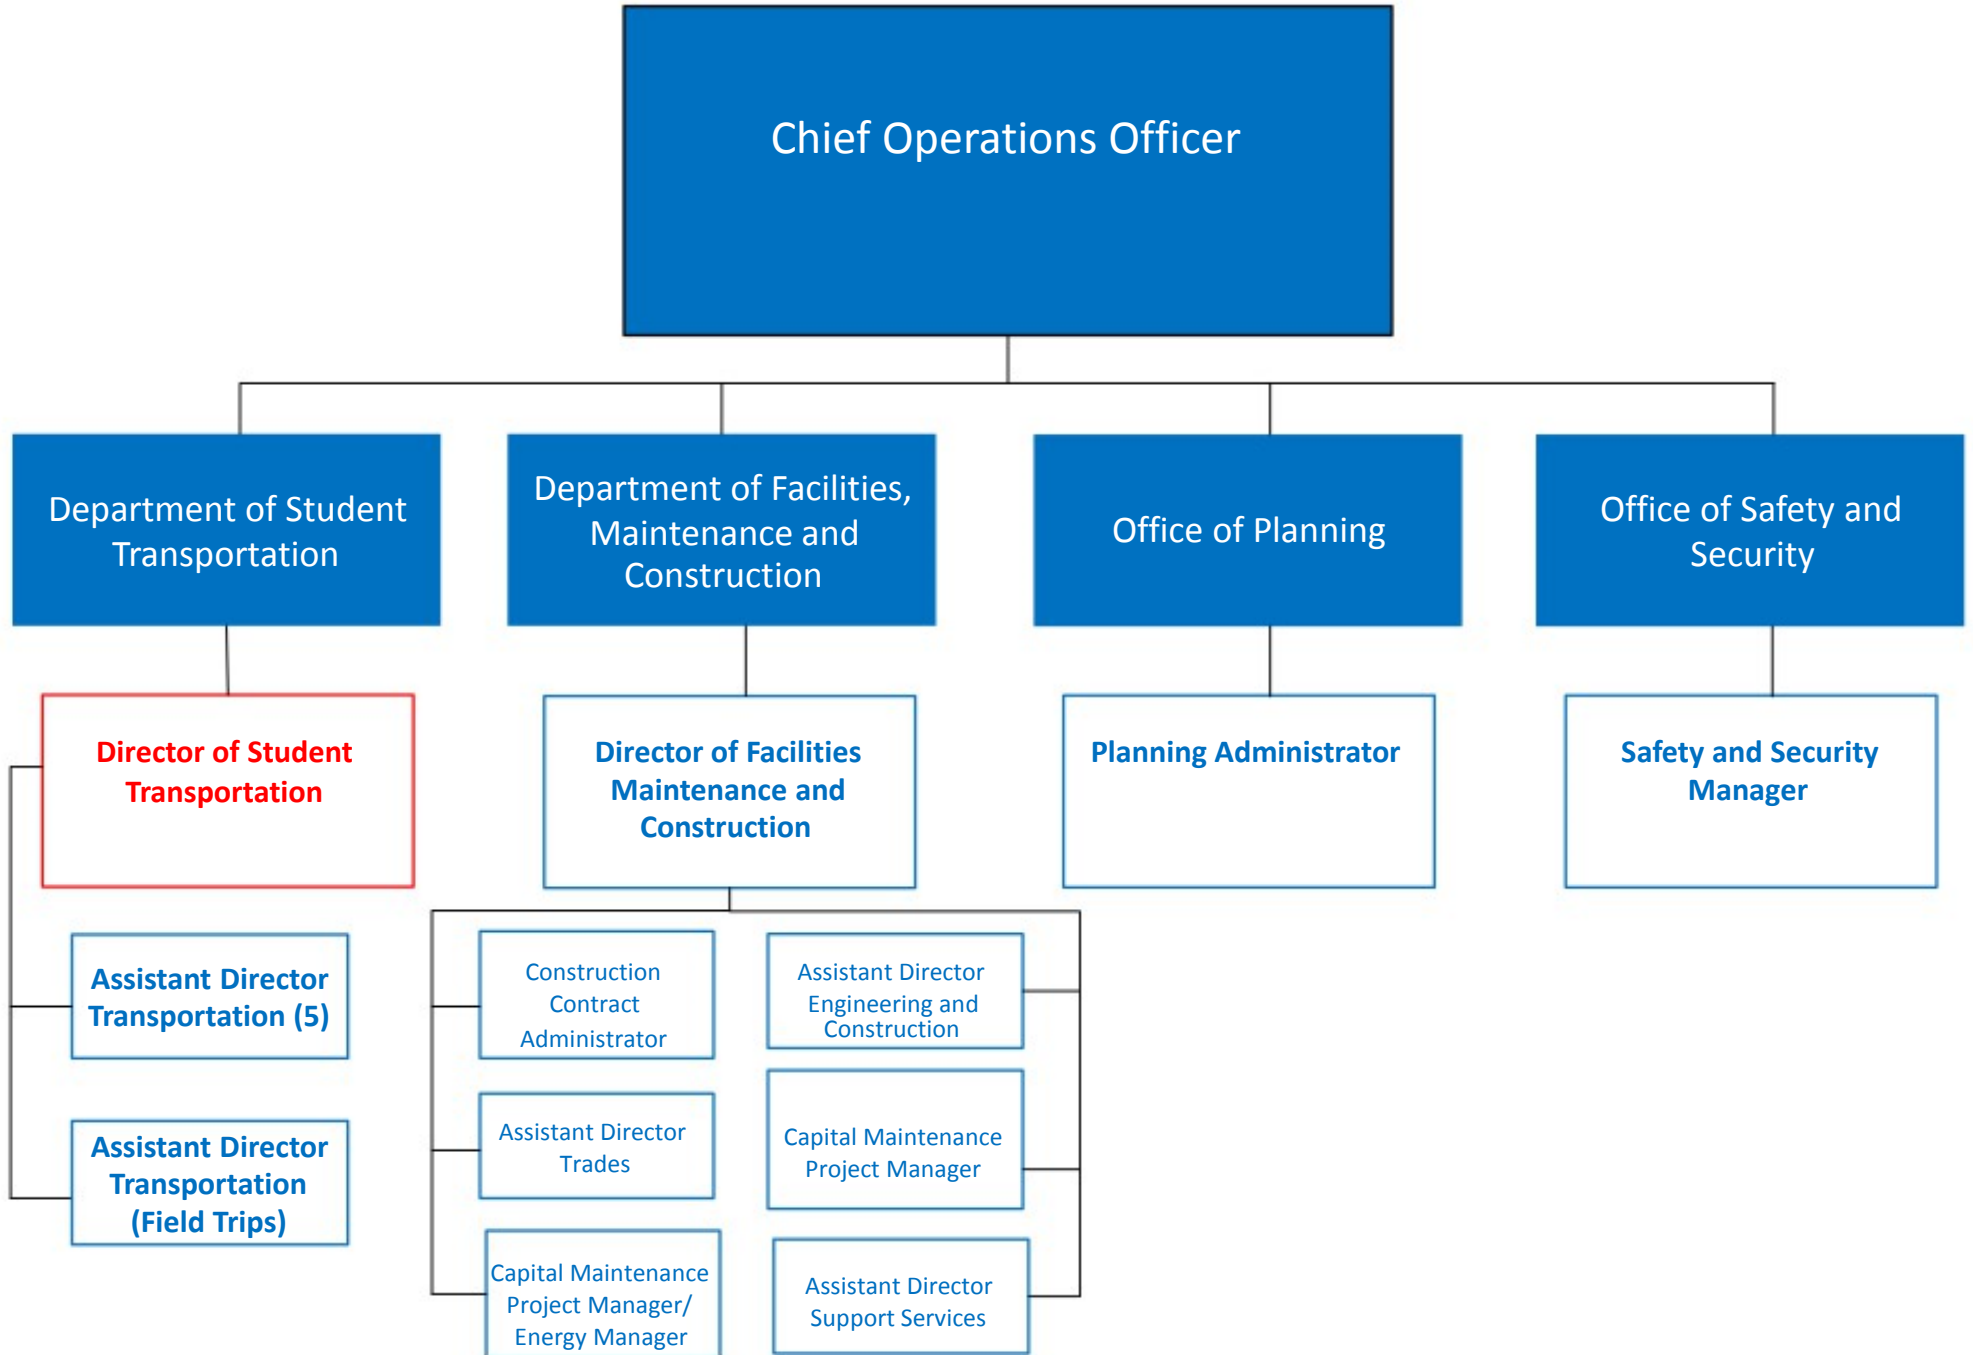 Chief Operations Officer
Department of Student
Transportation
Department of Facilities,
Maintenance and
Construction
Office of Planning
Office of Safety and
Security
Director of Student
Transportation
Director of Facilities
Maintenance and
Construction
Planning Administrator
Safety and Security
Manager
Assistant Director
Transportation (5)
Assistant Director
Transportation
(Field Trips)
Construction
Contract
Administrator
Assistant Director
Engineering and
Construction
Assistant Director
Trades
Capital Maintenance
Project Manager
Capital Maintenance
Project Manager/
Energy Manager
Assistant Director
Support Services